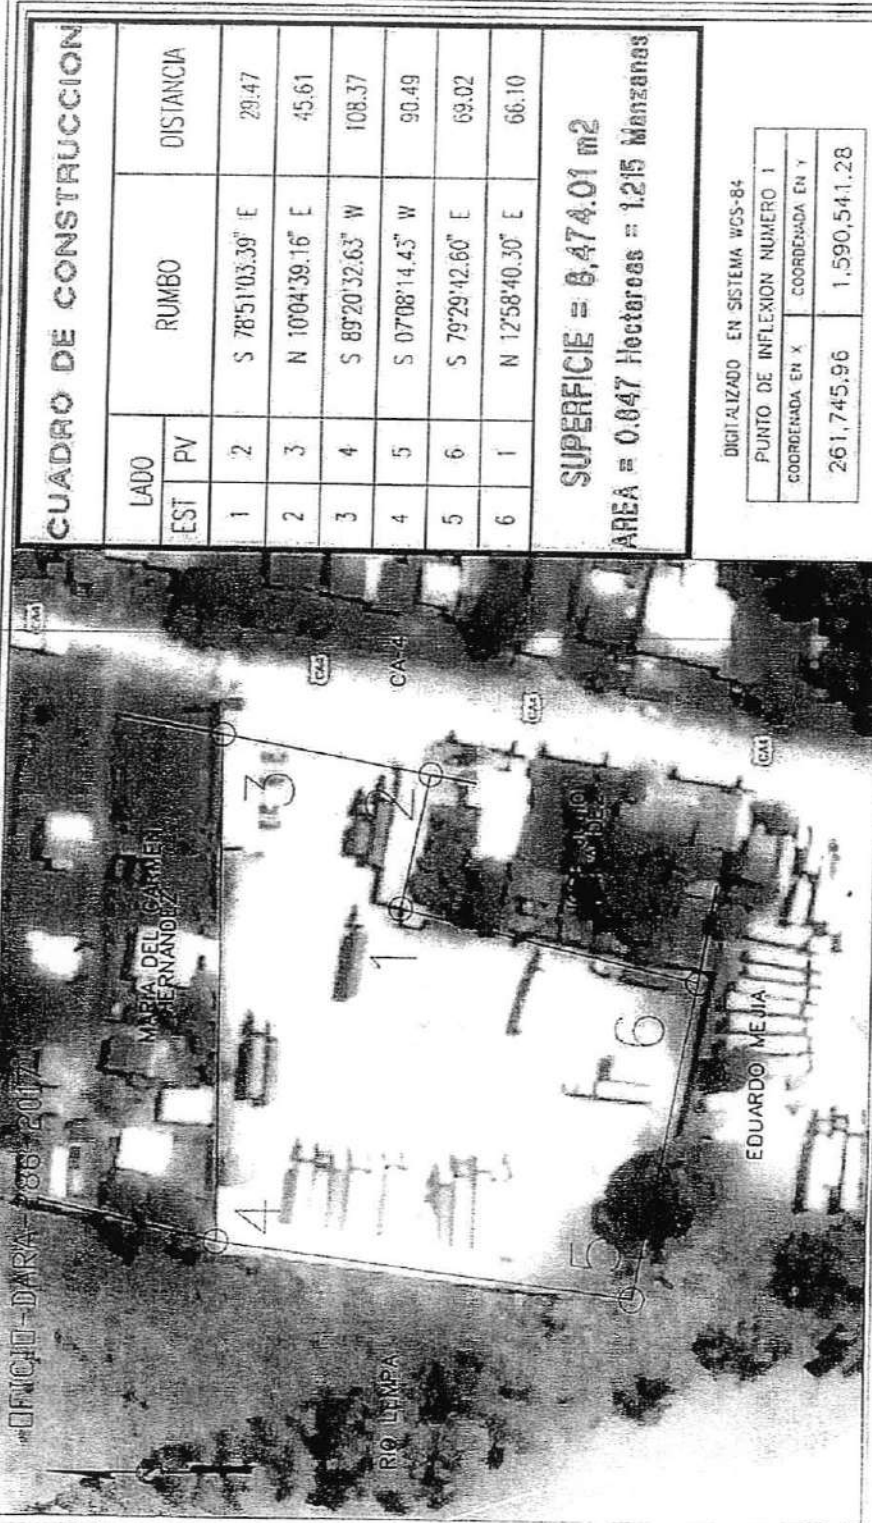 CUADRO DE CONSTRUCCION
LADO RUMBO DISTANCIA
EST PV
1 2 S 78°51'03.39" E 29.47
2 3 N 10°04'39.16" E 45.61
3 4 S 89°20'32.63" W 108.37
4 5 S 07°08'14.43" W 90.49
5 6 S 79°29'42.60" E 69.02
6 1 N 12°58'40.30" E 66.10
SUPERFICIE = 8,474.01 m2
AREA = 0.847 Hectareas = 1.215 Manzanas
DIGITALIZADO EN SISTEMA WGS-84
PUNTO DE INFLEXION NUMERO 1
COORDENADA EN X COORDENADA EN Y
261,745.96 1,590,541.28
MARIA DEL CARMEN
HERNANDEZ
CA4
CA4
CA-4
CA4
CA4
3
2
1
4
6
5
EDUARDO MEJIA
RIO LEMPA